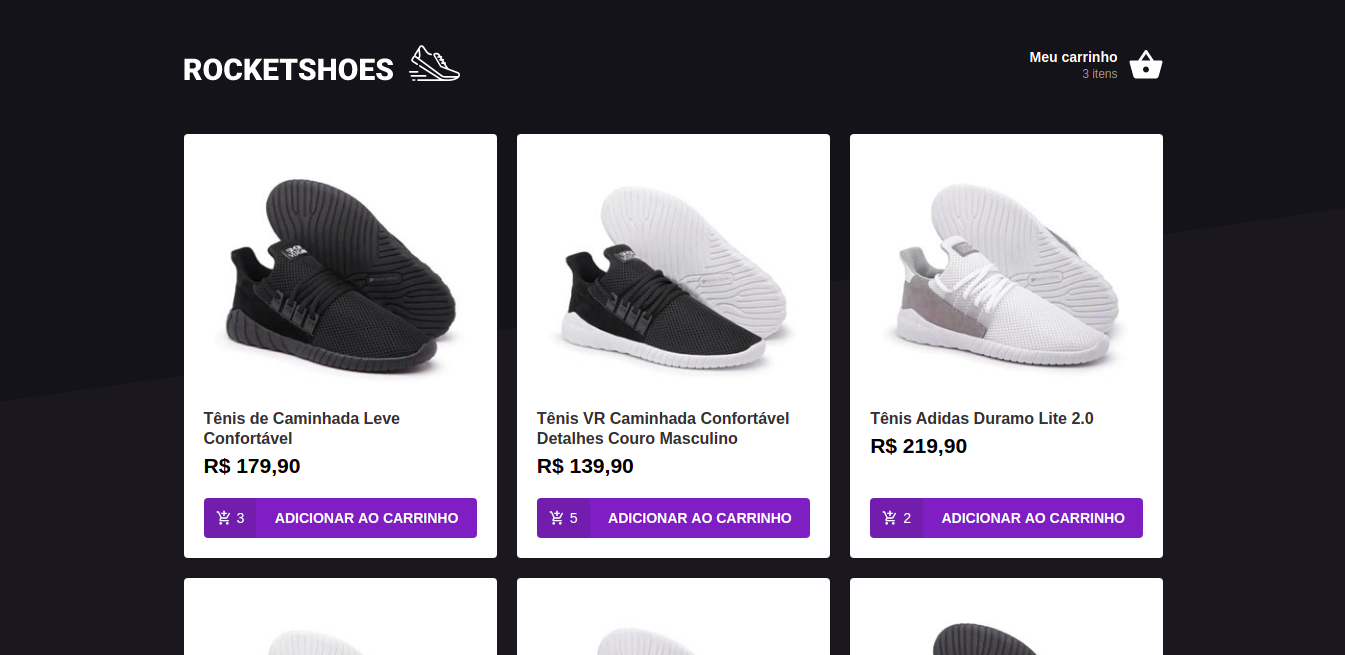 ROCKETSHOES
Meu carrinho
3 itens
Tênis de Caminhada Leve
Confortável
R$ 179,90
3 ADICIONAR AO CARRINHO
Tênis VR Caminhada Confortável
Detalhes Couro Masculino
R$ 139,90
5 ADICIONAR AO CARRINHO
Tênis Adidas Duramo Lite 2.0
R$ 219,90
2 ADICIONAR AO CARRINHO